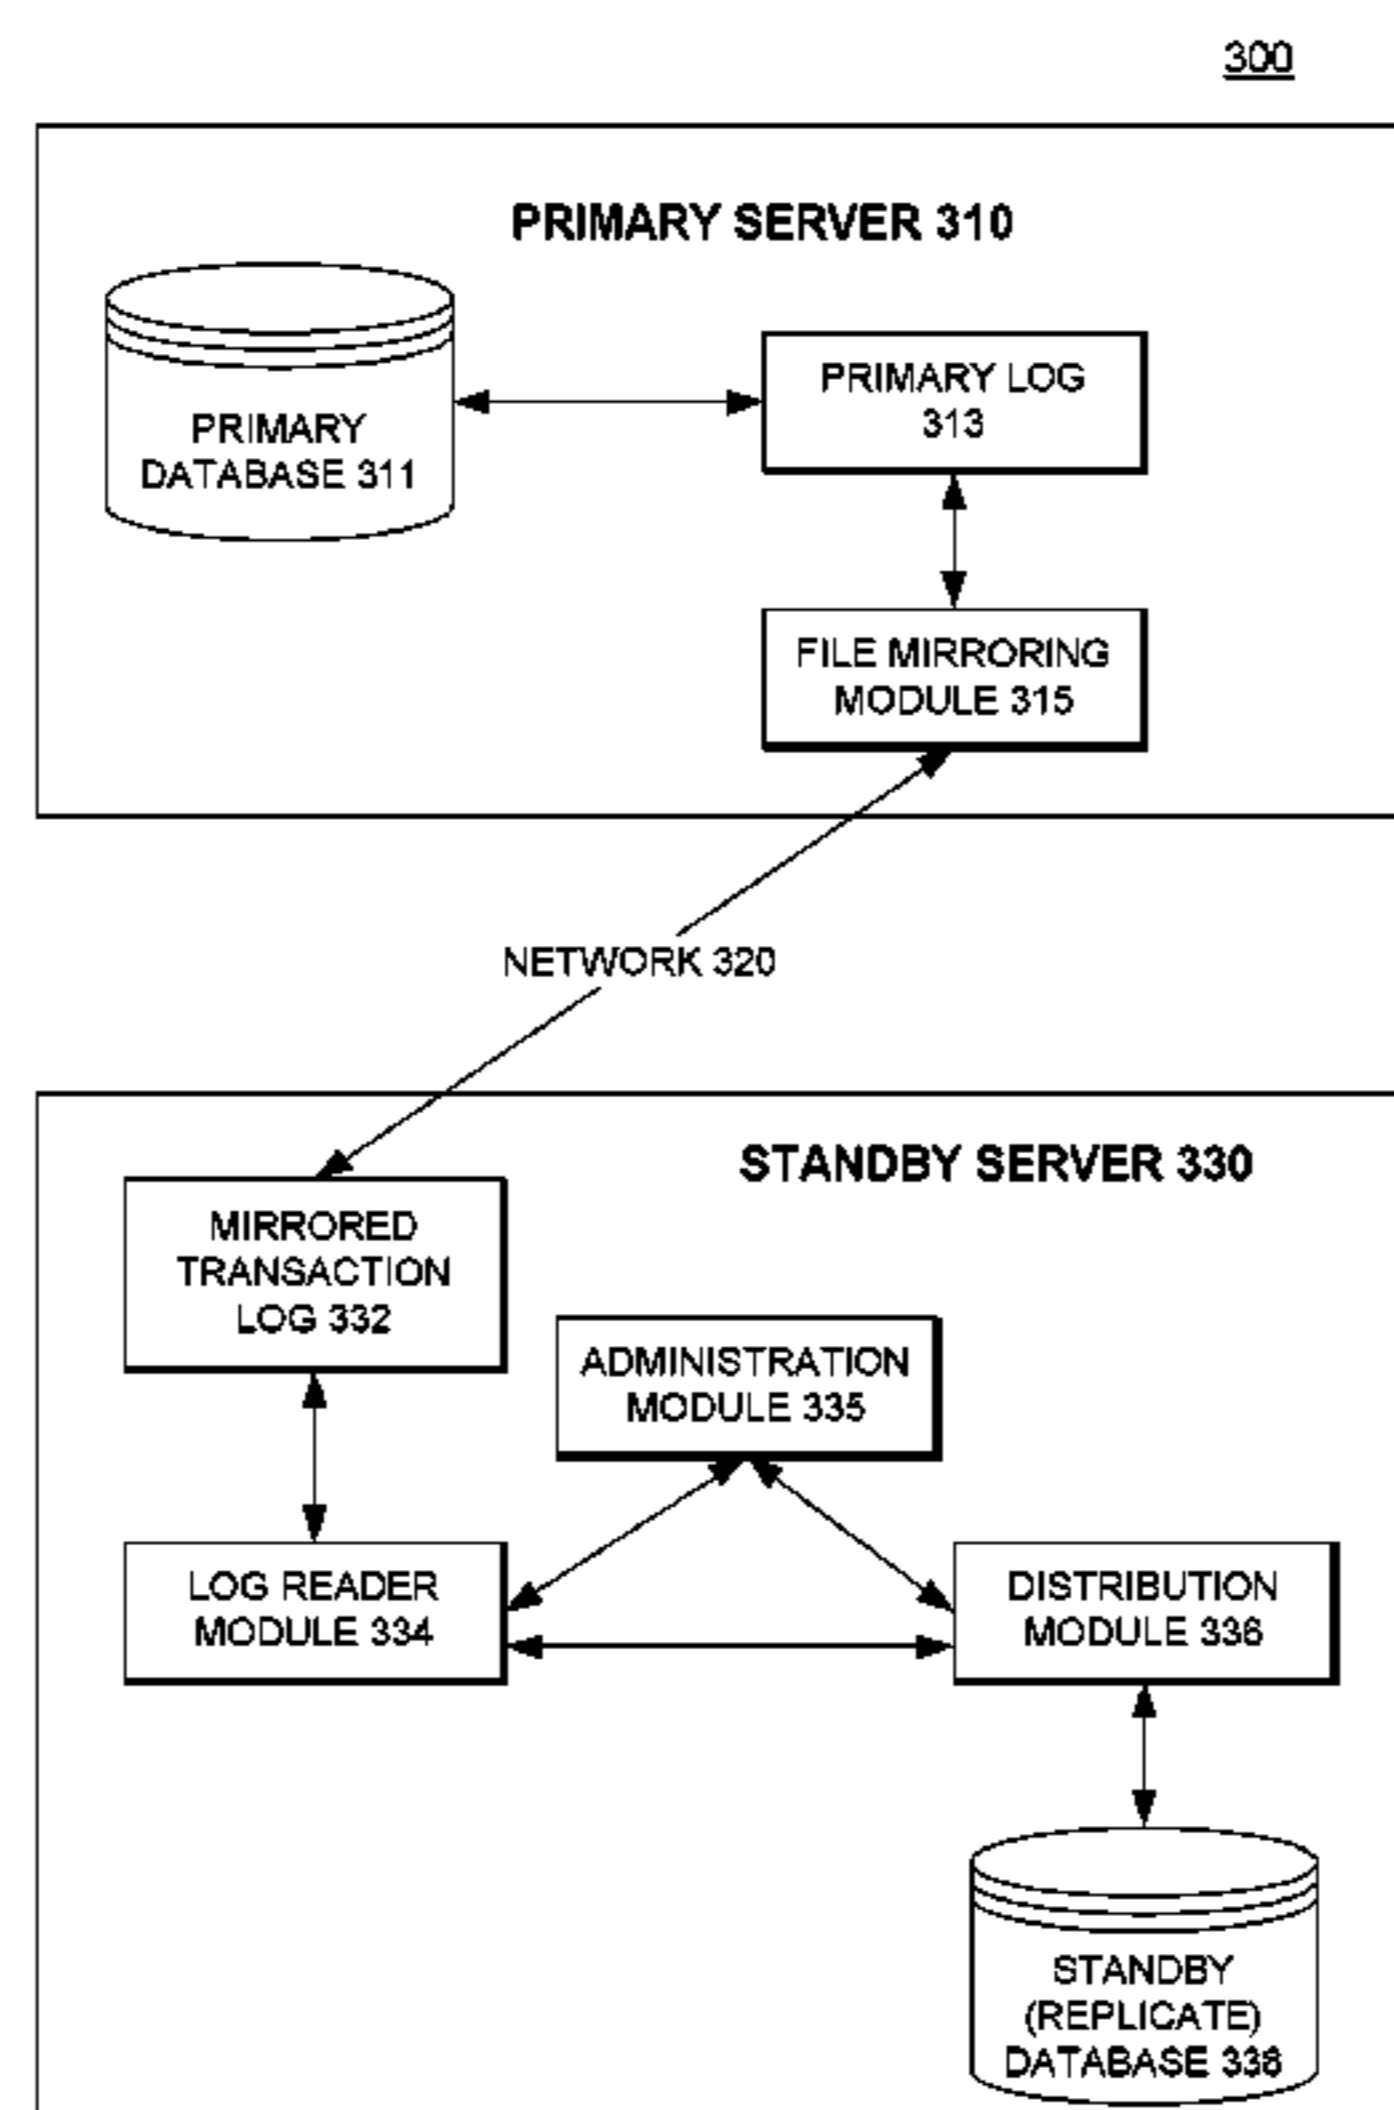 300
PRIMARY SERVER 310
PRIMARY
DATABASE 311
PRIMARY LOG
313
FILE MIRRORING
MODULE 315
NETWORK 320
STANDBY SERVER 330
MIRRORED
TRANSACTION
LOG 332
ADMINISTRATION
MODULE 335
LOG READER
MODULE 334
DISTRIBUTION
MODULE 336
STANDBY
(REPLICATE)
DATABASE 338